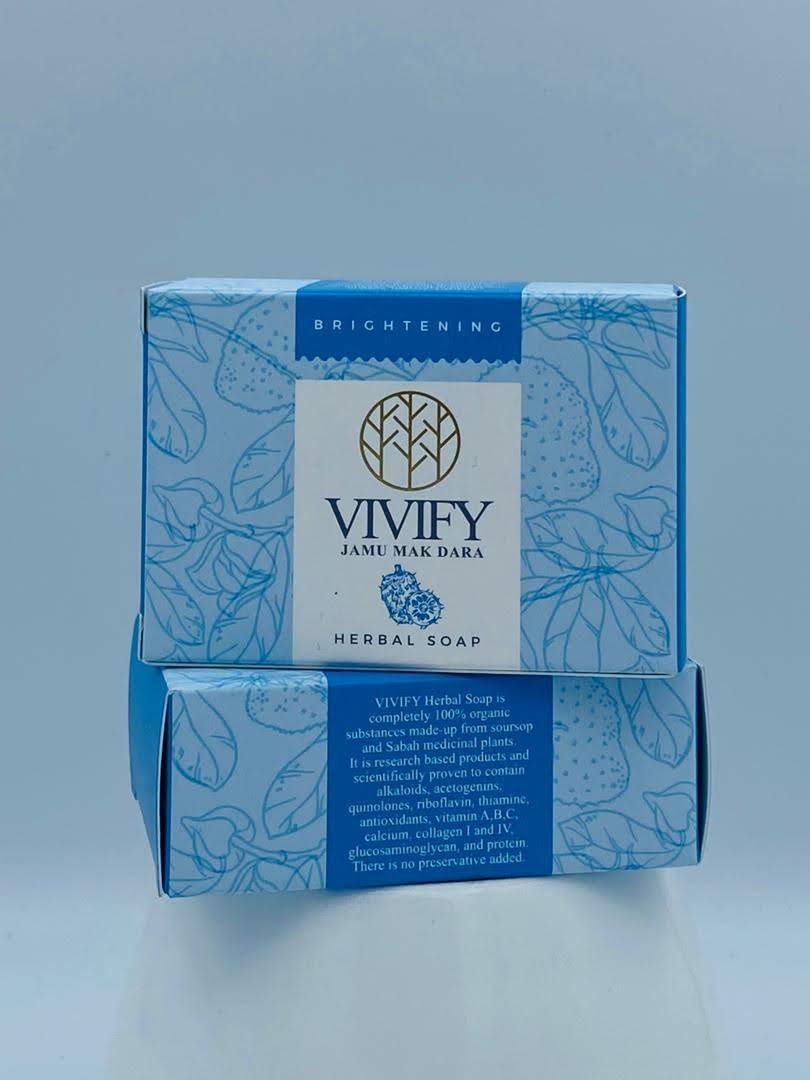 BRIGHTENING
VIVIFY
JAMU MAK DARA
HERBAL SOAP
VIVIFY Herbal Soap is
completely 100% organic
substances made-up from soursop
and Sabah medicinal plants.
It is research based products and
scientifically proven to contain
alkaloids, acetogenins,
quinolones, riboflavin, thiamine,
antioxidants, vitamin A,B,C,
calcium, collagen I and IV,
glucosaminoglycan, and protein.
There is no preservative added.